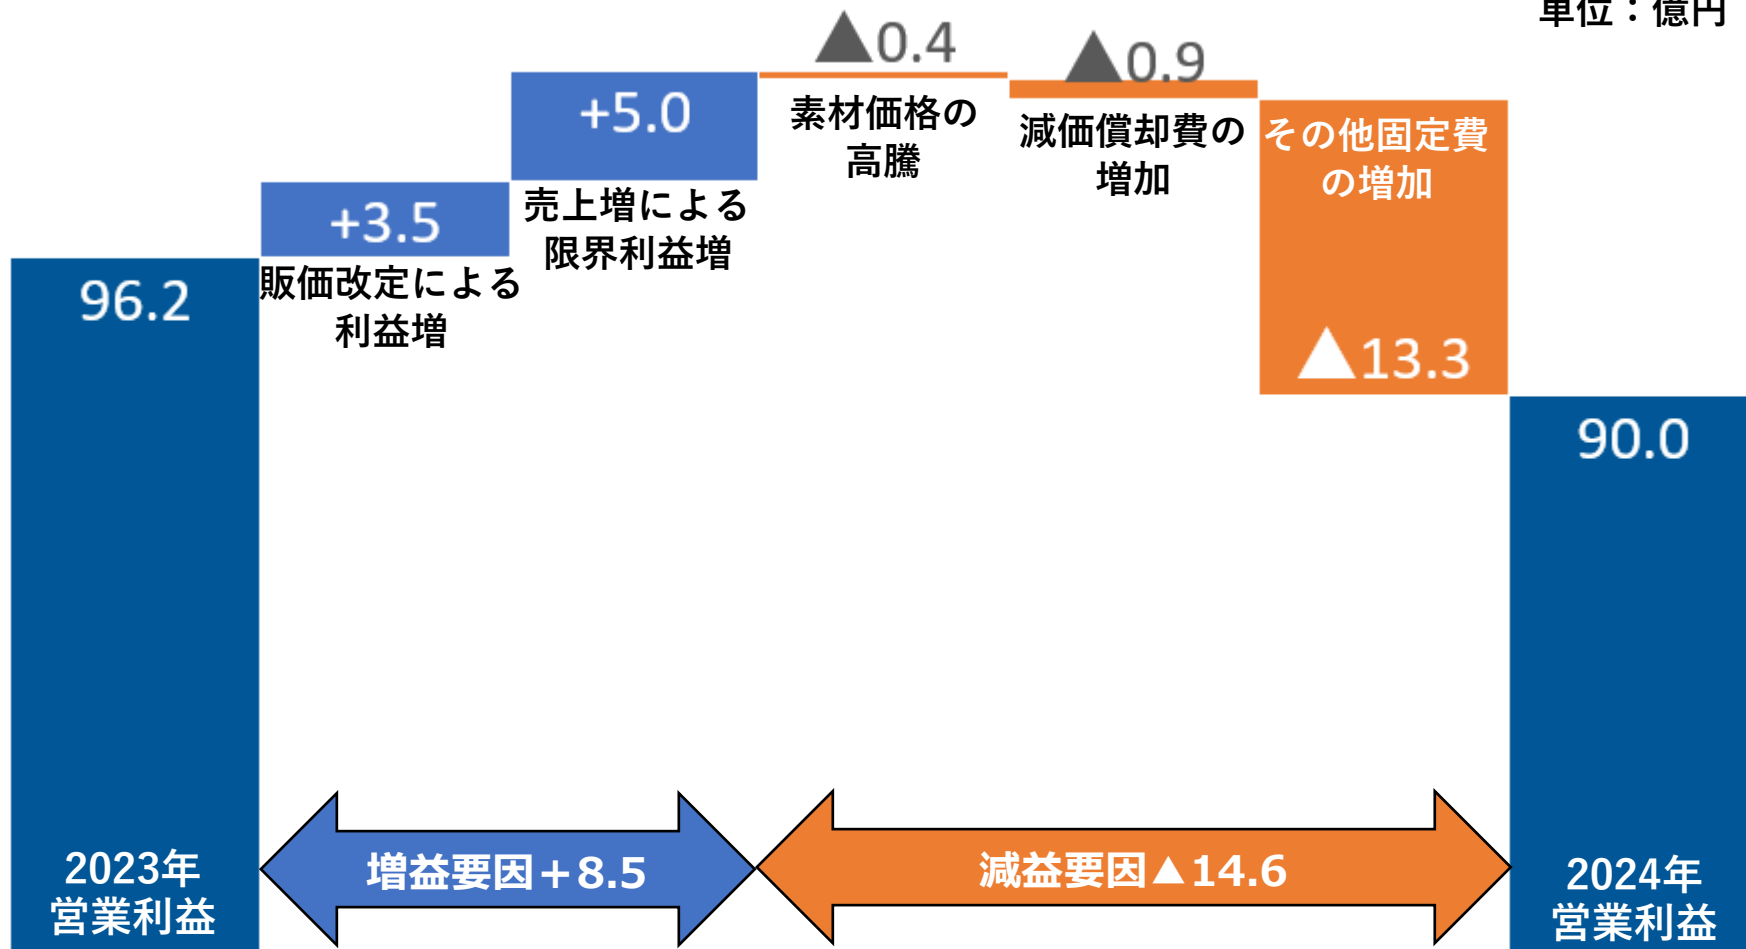 単位：億円
▲0.4
▲0.9
+5.0
素材価格の
高騰
減価償却費の
増加
その他固定費
の増加
+3.5
売上増による
限界利益増
96.2
販価改定による
利益増
▲13.3
90.0
2023年
営業利益
増益要因＋8.5
減益要因▲14.6
2024年
営業利益